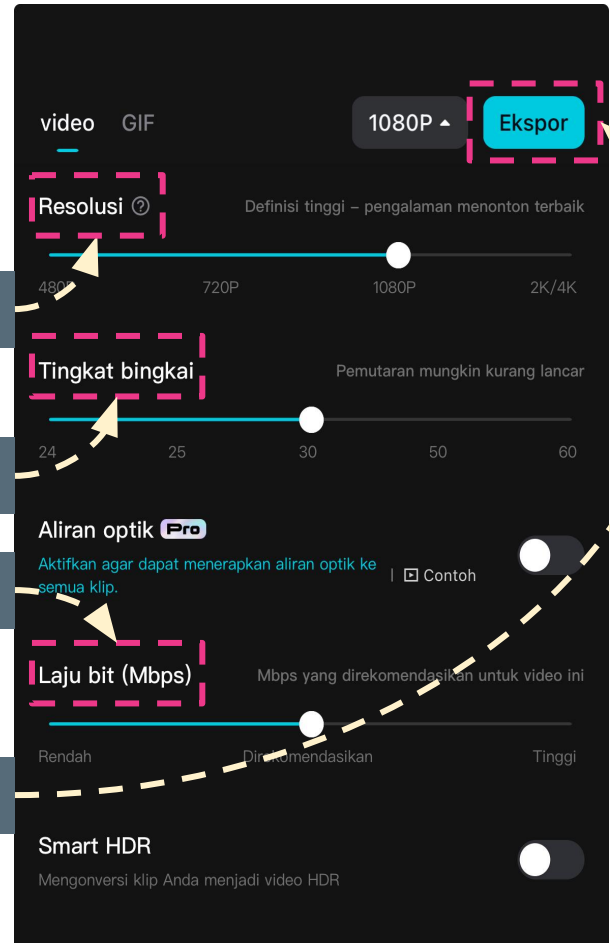 video GIF 1080P Ekspor
Resolusi Definisi tinggi – pengalaman menonton terbaik
480P 720P 1080P 2K/4K
Tingkat bingkai Pemutaran mungkin kurang lancar
24 25 30 50 60
Aliran optik Pro
Aktifkan agar dapat menerapkan aliran optik ke
semua klip. | Contoh
Laju bit (Mbps) Mbps yang direkomendasikan untuk video ini
Rendah Direkomendasikan Tinggi
Smart HDR
Mengonversi klip Anda menjadi video HDR